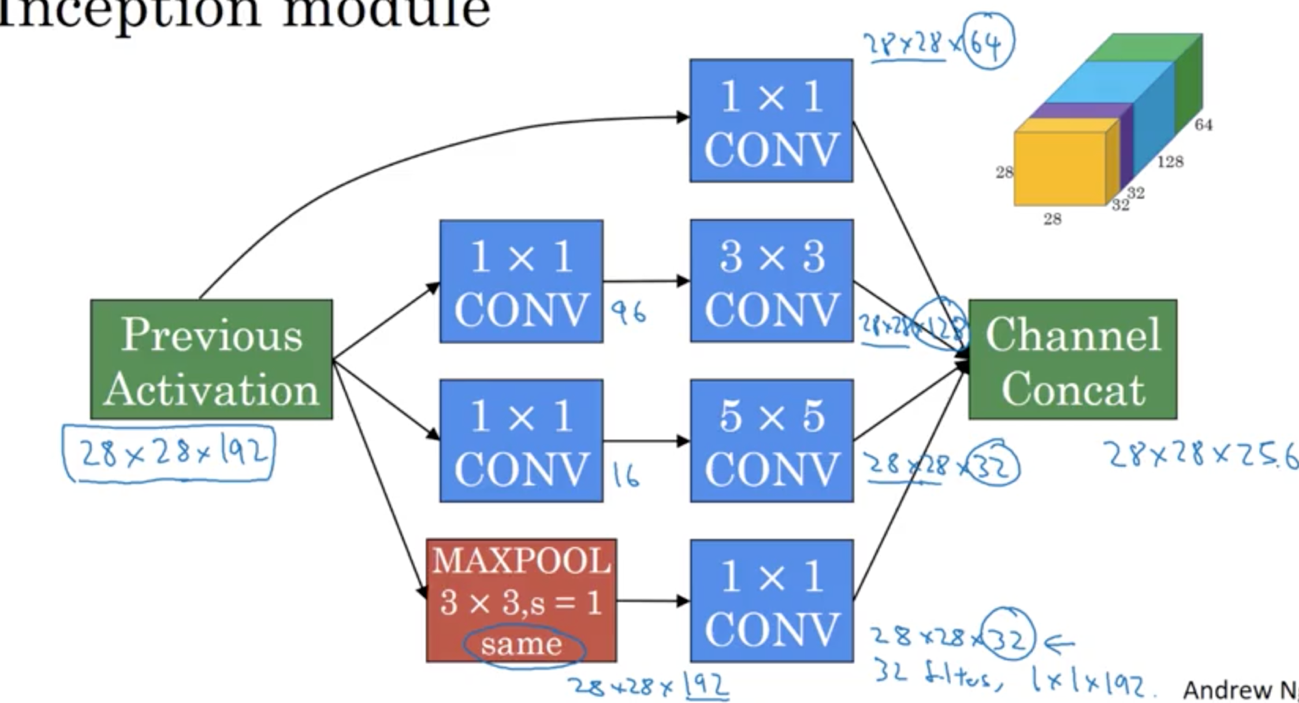 Inception module
28×28×64
1 × 1
CONV
28
28
32
32
128
64
1 × 1
CONV
96
3 × 3
CONV
28×28×128
Previous
Activation
28×28×192
Channel
Concat
28×28×256
1 × 1
CONV
16
5 × 5
CONV
28×28×32
MAXPOOL
3 × 3,s = 1
same
28×28×192
1 × 1
CONV
28×28×32 ←
32 filters, 1×1×192.
Andrew Ng